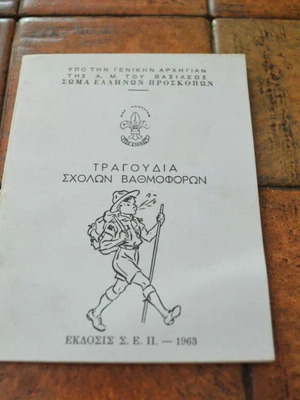 ΥΠΟ ΤΗΝ ΓΕΝΙΚΗΝ ΑΡΧΗΓΙΑΝ
ΤΗΣ Α. Μ. ΤΟΥ ΒΑΣΙΛΕΩΣ
ΣΩΜΑ ΕΛΛΗΝΩΝ ΠΡΟΣΚΟΠΩΝ
ΤΡΑΓΟΥΔΙΑ
ΣΧΟΛΩΝ ΒΑΘΜΟΦΟΡΩΝ
ΕΚΔΟΣΙΣ Σ. Ε. Π. — 1963